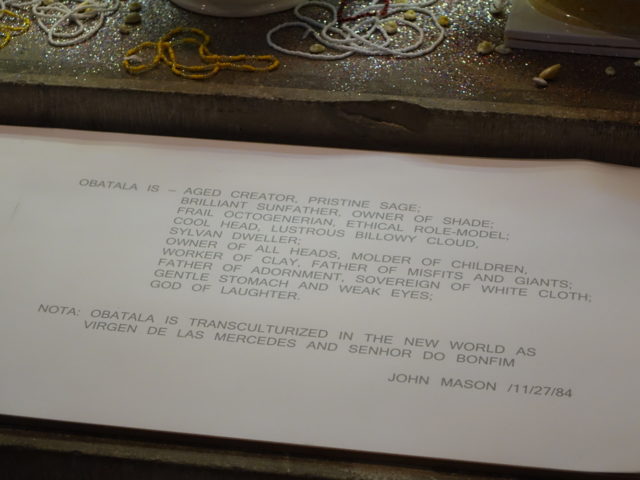 OBATALA IS – AGED CREATOR, PRISTINE SAGE;
BRILLIANT SUNFATHER, OWNER OF SHADE;
FRAIL OCTOGENERIAN, ETHICAL ROLE-MODEL;
COOL HEAD, LUSTROUS BILLOWY CLOUD,
SYLVAN DWELLER;
OWNER OF ALL HEADS, MOLDER OF CHILDREN,
WORKER OF CLAY, FATHER OF MISFITS AND GIANTS;
FATHER OF ADORNMENT, SOVEREIGN OF WHITE CLOTH;
GENTLE STOMACH AND WEAK EYES;
GOD OF LAUGHTER.
NOTA: OBATALA IS TRANSCULTURIZED IN THE NEW WORLD AS
VIRGEN DE LAS MERCEDES AND SENHOR DO BONFIM
JOHN MASON /11/27/84